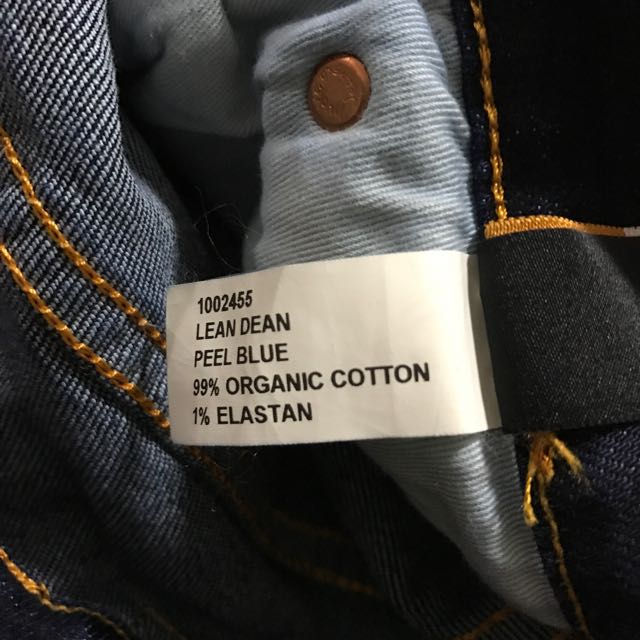 1002455
LEAN DEAN
PEEL BLUE
99% ORGANIC COTTON
1% ELASTAN